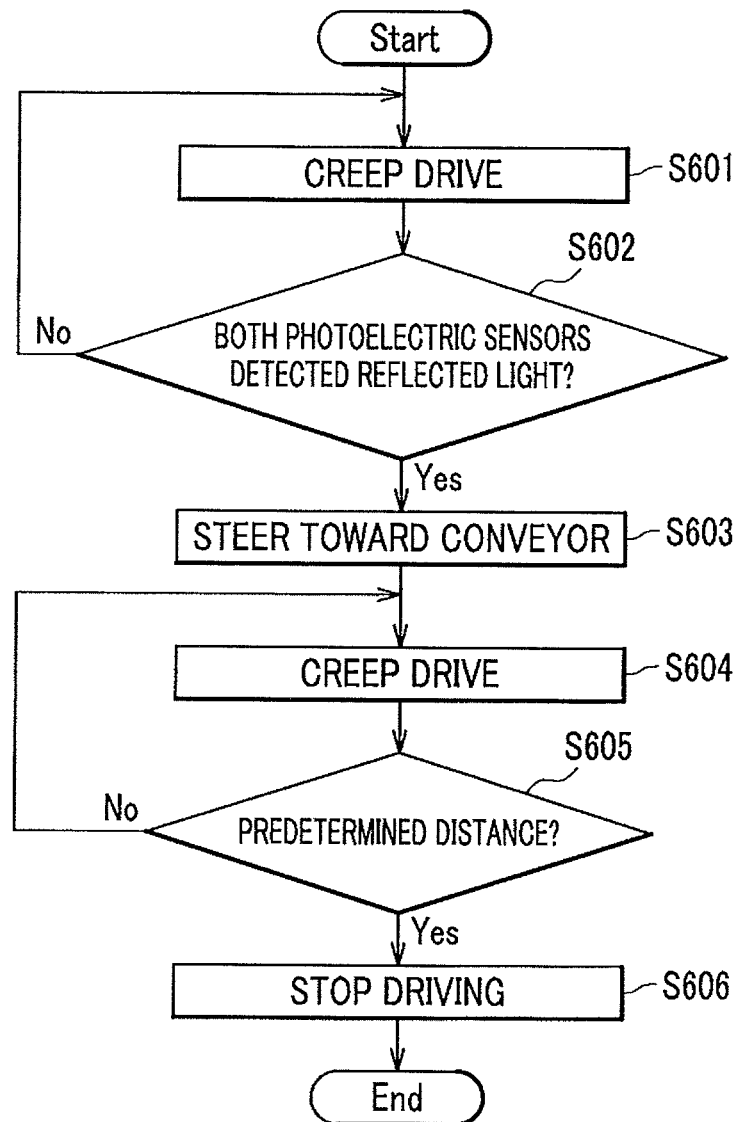 Start
CREEP DRIVE
S601
S602
No
BOTH PHOTOELECTRIC SENSORS
DETECTED REFLECTED LIGHT?
Yes
STEER TOWARD CONVEYOR
S603
CREEP DRIVE
S604
S605
No
PREDETERMINED DISTANCE?
Yes
STOP DRIVING
S606
End